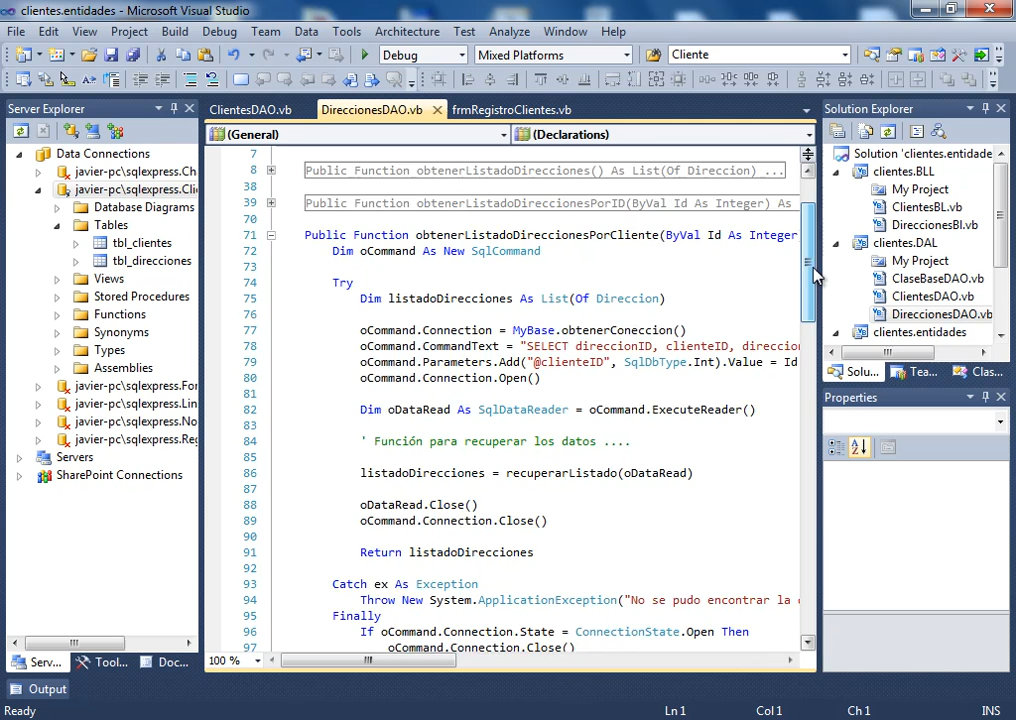 clientes.entidades - Microsoft Visual Studio
File Edit View Project Build Debug Team Data Tools Architecture Test Analyze Window Help
Debug Mixed Platforms Cliente
Server Explorer
Data Connections
javier-pc\sqlexpress.Ch
javier-pc\sqlexpress.Cli
Database Diagrams
Tables
tbl_clientes
tbl_direcciones
Views
Stored Procedures
Functions
Synonyms
Types
Assemblies
javier-pc\sqlexpress.For
javier-pc\sqlexpress.Lin
javier-pc\sqlexpress.No
javier-pc\sqlexpress.Reg
Servers
SharePoint Connections
Serv... Tool... Doc...
ClientesDAO.vb DireccionesDAO.vb frmRegistroClientes.vb
(General) (Declarations)
7
8 Public Function obtenerListadoDirecciones() As List(Of Direccion) ...
38
39 Public Function obtenerListadoDireccionesPorID(ByVal Id As Integer) As
70
71 Public Function obtenerListadoDireccionesPorCliente(ByVal Id As Integer
72 Dim oCommand As New SqlCommand
73
74 Try
75 Dim listadoDirecciones As List(Of Direccion)
76
77 oCommand.Connection = MyBase.obtenerConeccion()
78 oCommand.CommandText = "SELECT direccionID, clienteID, direccion
79 oCommand.Parameters.Add("@clienteID", SqlDbType.Int).Value = Id
80 oCommand.Connection.Open()
81
82 Dim oDataRead As SqlDataReader = oCommand.ExecuteReader()
83
84 ' Función para recuperar los datos ....
85
86 listadoDirecciones = recuperarListado(oDataRead)
87
88 oDataRead.Close()
89 oCommand.Connection.Close()
90
91 Return listadoDirecciones
92
93 Catch ex As Exception
94 Throw New System.ApplicationException("No se pudo encontrar la
95 Finally
96 If oCommand.Connection.State = ConnectionState.Open Then
97 oCommand.Connection.Close()
100 %
Solution Explorer
Solution 'clientes.entidade
clientes.BLL
My Project
ClientesBL.vb
DireccionesBl.vb
clientes.DAL
My Project
ClaseBaseDAO.vb
ClientesDAO.vb
DireccionesDAO.vb
clientes.entidades
Solu... Tea... Clas...
Properties
Output
Ready Ln 1 Col 1 Ch 1 INS